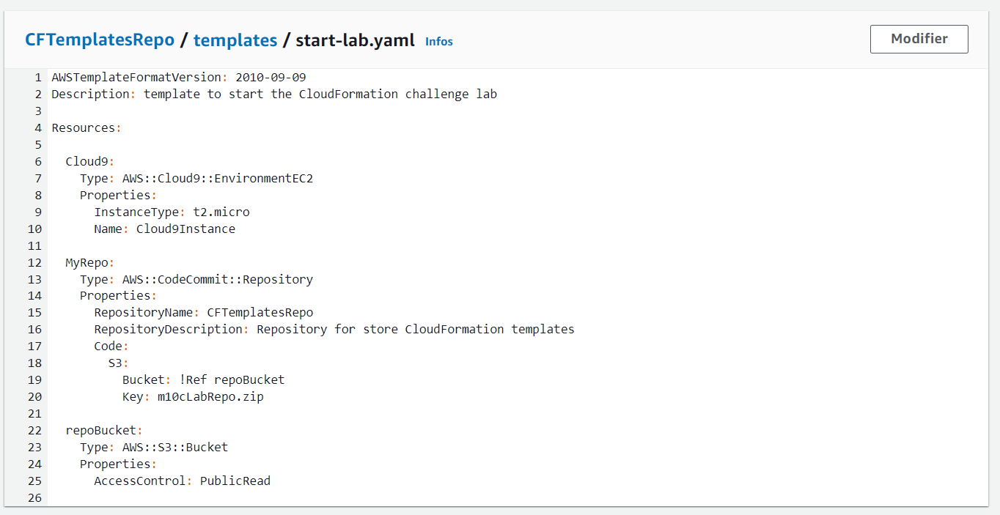 CFTemplatesRepo / templates / start-lab.yaml Infos
Modifier
1 AWSTemplateFormatVersion: 2010-09-09
2 Description: template to start the CloudFormation challenge lab
3
4 Resources:
5
6   Cloud9:
7     Type: AWS::Cloud9::EnvironmentEC2
8     Properties:
9       InstanceType: t2.micro
10       Name: Cloud9Instance
11
12   MyRepo:
13     Type: AWS::CodeCommit::Repository
14     Properties:
15       RepositoryName: CFTemplatesRepo
16       RepositoryDescription: Repository for store CloudFormation templates
17       Code:
18         S3:
19           Bucket: !Ref repoBucket
20           Key: m10cLabRepo.zip
21
22   repoBucket:
23     Type: AWS::S3::Bucket
24     Properties:
25       AccessControl: PublicRead
26